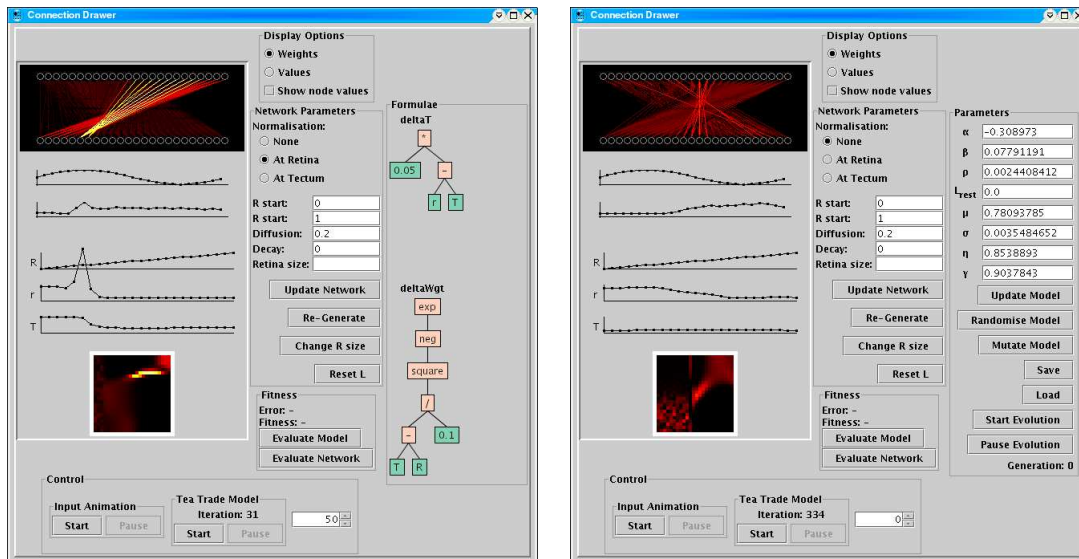 Connection Drawer
Display Options
Weights
Values
Show node values
Network Parameters
Normalisation:
None
At Retina
At Tectum
R start: 0
R start: 1
Diffusion: 0.2
Decay: 0
Retina size:
Update Network
Re-Generate
Change R size
Reset L
Fitness
Error: -
Fitness: -
Evaluate Model
Evaluate Network
Formulae
deltaT
*
0.05 -
r T
deltaWgt
exp
neg
square
/
- 0.1
T R
R
r
T
Control
Input Animation
Start Pause
Tea Trade Model
Iteration: 31
Start Pause
50
Connection Drawer
Display Options
Weights
Values
Show node values
Network Parameters
Normalisation:
None
At Retina
At Tectum
R start: 0
R start: 1
Diffusion: 0.2
Decay: 0
Retina size:
Update Network
Re-Generate
Change R size
Reset L
Fitness
Error: -
Fitness: -
Evaluate Model
Evaluate Network
Parameters
α -0.308973
β 0.07791191
ρ 0.0024408412
Lrest 0.0
μ 0.78093785
σ 0.0035484652
η 0.8538893
γ 0.9037843
Update Model
Randomise Model
Mutate Model
Save
Load
Start Evolution
Pause Evolution
Generation: 0
R
r
T
Control
Input Animation
Start Pause
Tea Trade Model
Iteration: 334
Start Pause
0